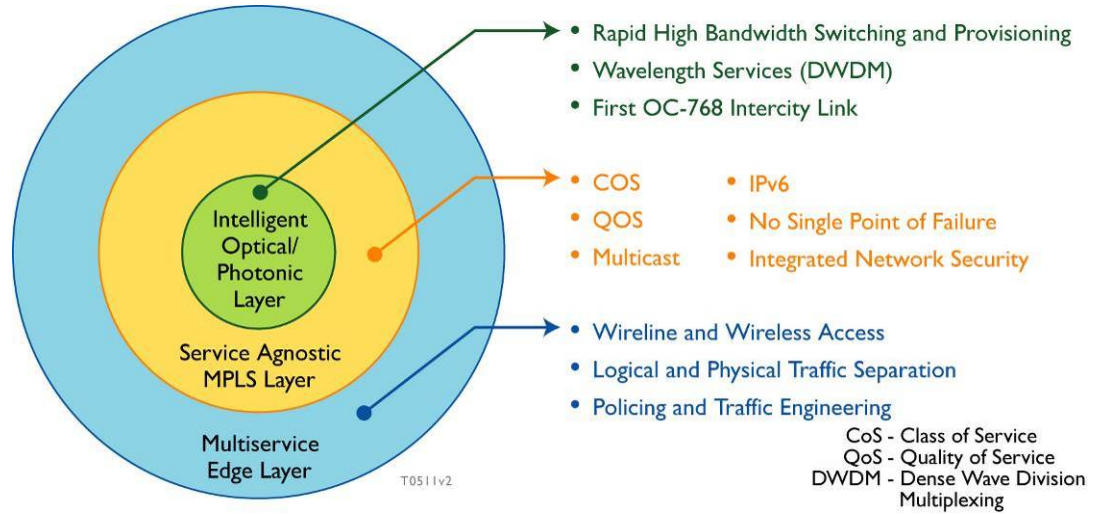 Intelligent
Optical/
Photonic
Layer
Service Agnostic
MPLS Layer
Multiservice
Edge Layer
T0511v2
• Rapid High Bandwidth Switching and Provisioning
• Wavelength Services (DWDM)
• First OC-768 Intercity Link
• COS
• QOS
• Multicast
• IPv6
• No Single Point of Failure
• Integrated Network Security
• Wireline and Wireless Access
• Logical and Physical Traffic Separation
• Policing and Traffic Engineering
CoS - Class of Service
QoS - Quality of Service
DWDM - Dense Wave Division
Multiplexing